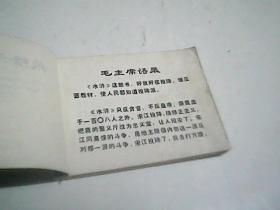 毛主席语录
《水浒》这部书，好就好在投降。做反
面教材，使人民都知道投降派。
《水浒》只反贪官，不反皇帝。屏晁盖
于一百〇八人之外。宋江投降，搞修正主义，
把晁的聚义厅改为忠义堂，让人招安了。宋
江同高俅的斗争，是地主阶级内部这一派反
对那一派的斗争。宋江投降了，就去打方腊。